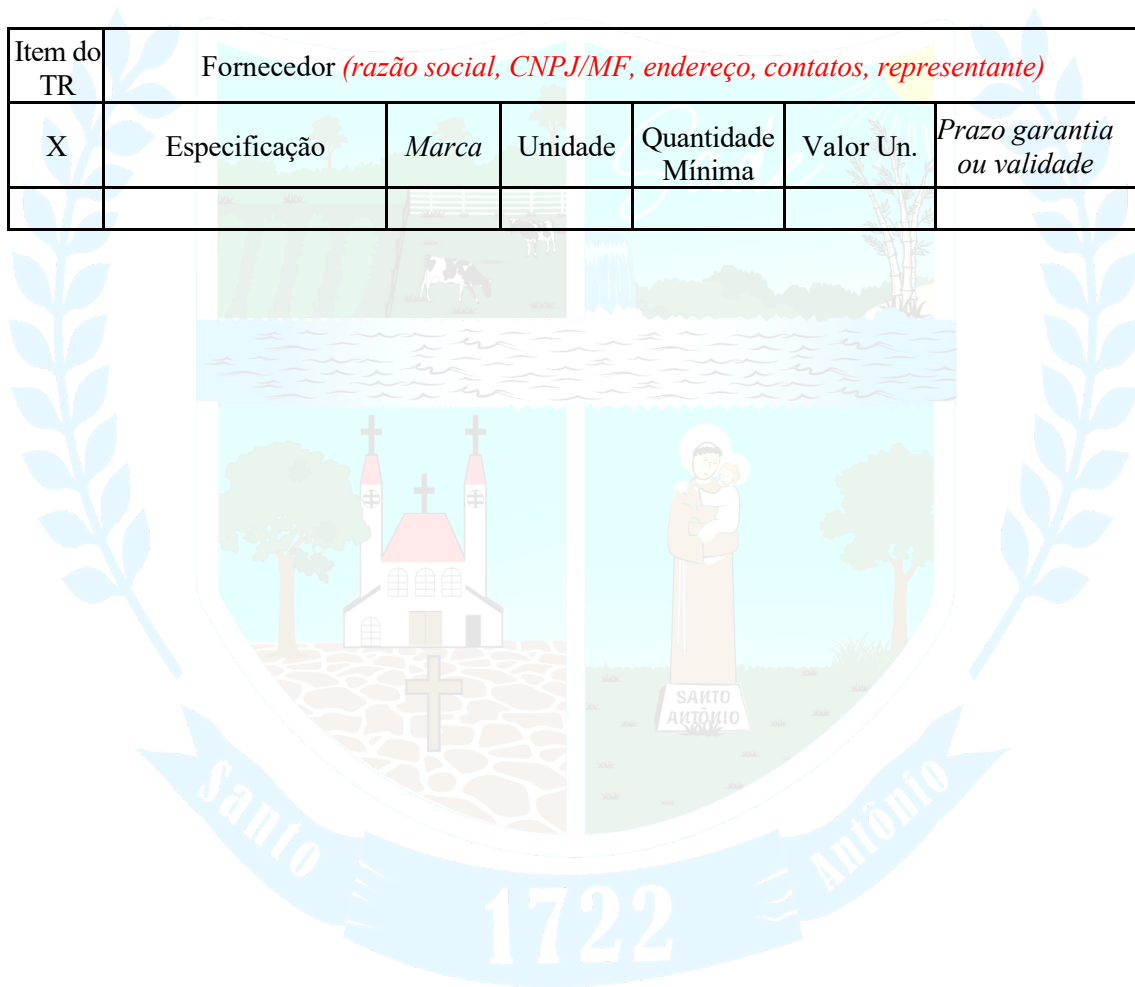 Item do TR
Fornecedor (razão social, CNPJ/MF, endereço, contatos, representante)
X
Especificação
Marca
Unidade
Quantidade Mínima
Valor Un.
Prazo garantia ou validade
SANTO
ANTÔNIO
Santo
Antônio
1722